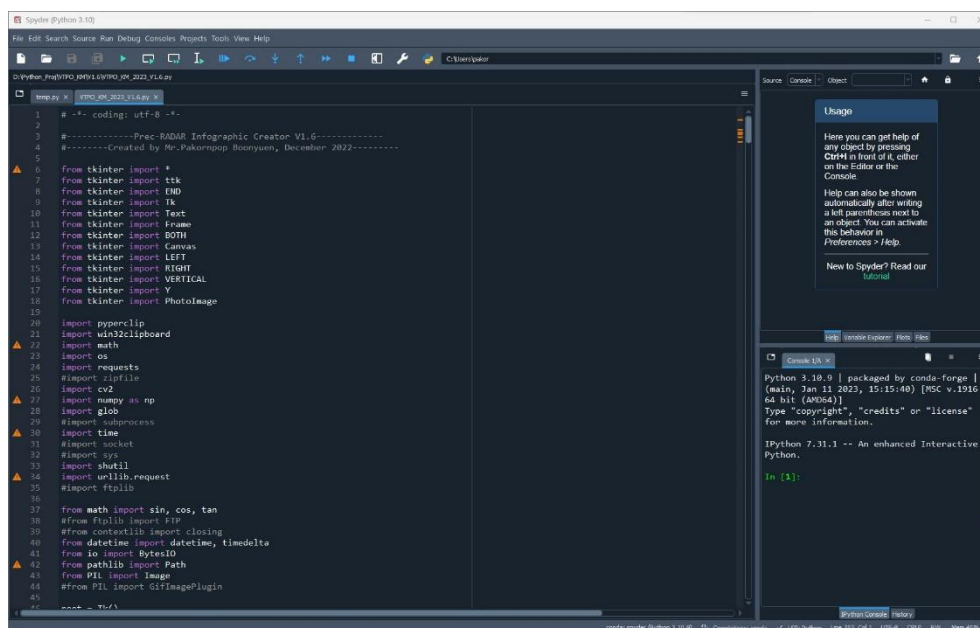 Spyder (Python 3.10)
File Edit Search Source Run Debug Consoles Projects Tools View Help
C:\Users\pakor
D:\Python_Proj\VTPO_KM\V1.6\VTPO_KM_2023_V1.6.py
temp.py
VTPO_KM_2023_V1.6.py
1 # -*- coding: utf-8 -*-
2
3 #-------------Prec-RADAR Infographic Creator V1.6------------
4 #--------Created by Mr.Pakornpop Boonyuen, December 2022---------
5
6 from tkinter import *
7 from tkinter import ttk
8 from tkinter import END
9 from tkinter import Tk
10 from tkinter import Text
11 from tkinter import Frame
12 from tkinter import BOTH
13 from tkinter import Canvas
14 from tkinter import LEFT
15 from tkinter import RIGHT
16 from tkinter import VERTICAL
17 from tkinter import Y
18 from tkinter import PhotoImage
19
20 import pyperclip
21 import win32clipboard
22 import math
23 import os
24 import requests
25 #import zipfile
26 import cv2
27 import numpy as np
28 import glob
29 #import subprocess
30 import time
31 #import socket
32 #import sys
33 import shutil
34 import urllib.request
35 #import ftplib
36
37 from math import sin, cos, tan
38 #from ftplib import FTP
39 #from contextlib import closing
40 from datetime import datetime, timedelta
41 from io import BytesIO
42 from pathlib import Path
43 from PIL import Image
44 #from PIL import GifImagePlugin
45
46 root = Tk()
Source Console Object
Usage
Here you can get help of
any object by pressing
Ctrl+I in front of it, either
on the Editor or the
Console.
Help can also be shown
automatically after writing
a left parenthesis next to
an object. You can activate
this behavior in
Preferences > Help.
New to Spyder? Read our
tutorial
Help Variable Explorer Plots Files
Console 1/A
Python 3.10.9 | packaged by conda-forge |
(main, Jan 11 2023, 15:15:40) [MSC v.1916
64 bit (AMD64)]
Type "copyright", "credits" or "license"
for more information.
IPython 7.31.1 -- An enhanced Interactive
Python.
In [1]:
IPython Console History
conda: spyder (Python 3.10.9)